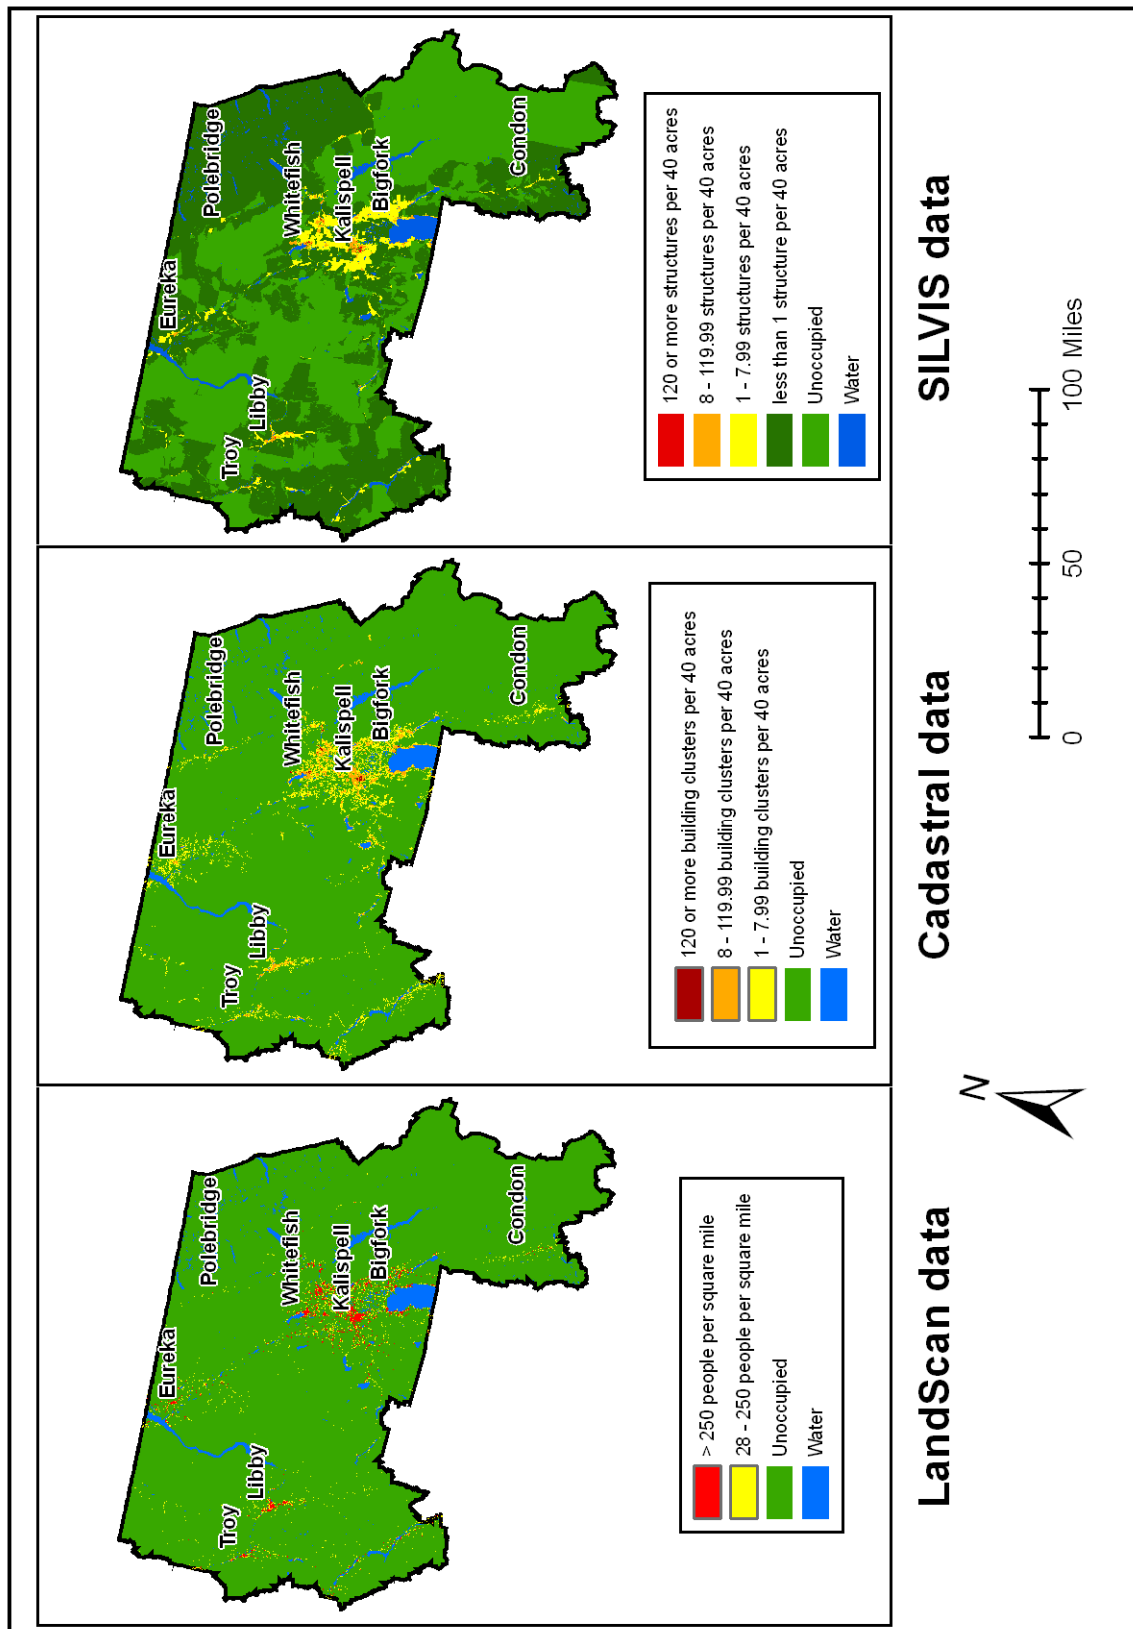 Eureka
Polebridge
Troy
Libby
Whitefish
Kalispell
Bigfork
Condon
> 250 people per square mile
28 - 250 people per square mile
Unoccupied
Water
LandScan data
Eureka
Polebridge
Troy
Libby
Whitefish
Kalispell
Bigfork
Condon
120 or more building clusters per 40 acres
8 - 119.99 building clusters per 40 acres
1 - 7.99 building clusters per 40 acres
Unoccupied
Water
Cadastral data
Eureka
Polebridge
Troy
Libby
Whitefish
Kalispell
Bigfork
Condon
120 or more structures per 40 acres
8 - 119.99 structures per 40 acres
1 - 7.99 structures per 40 acres
less than 1 structure per 40 acres
Unoccupied
Water
SILVIS data
N
0 50 100 Miles